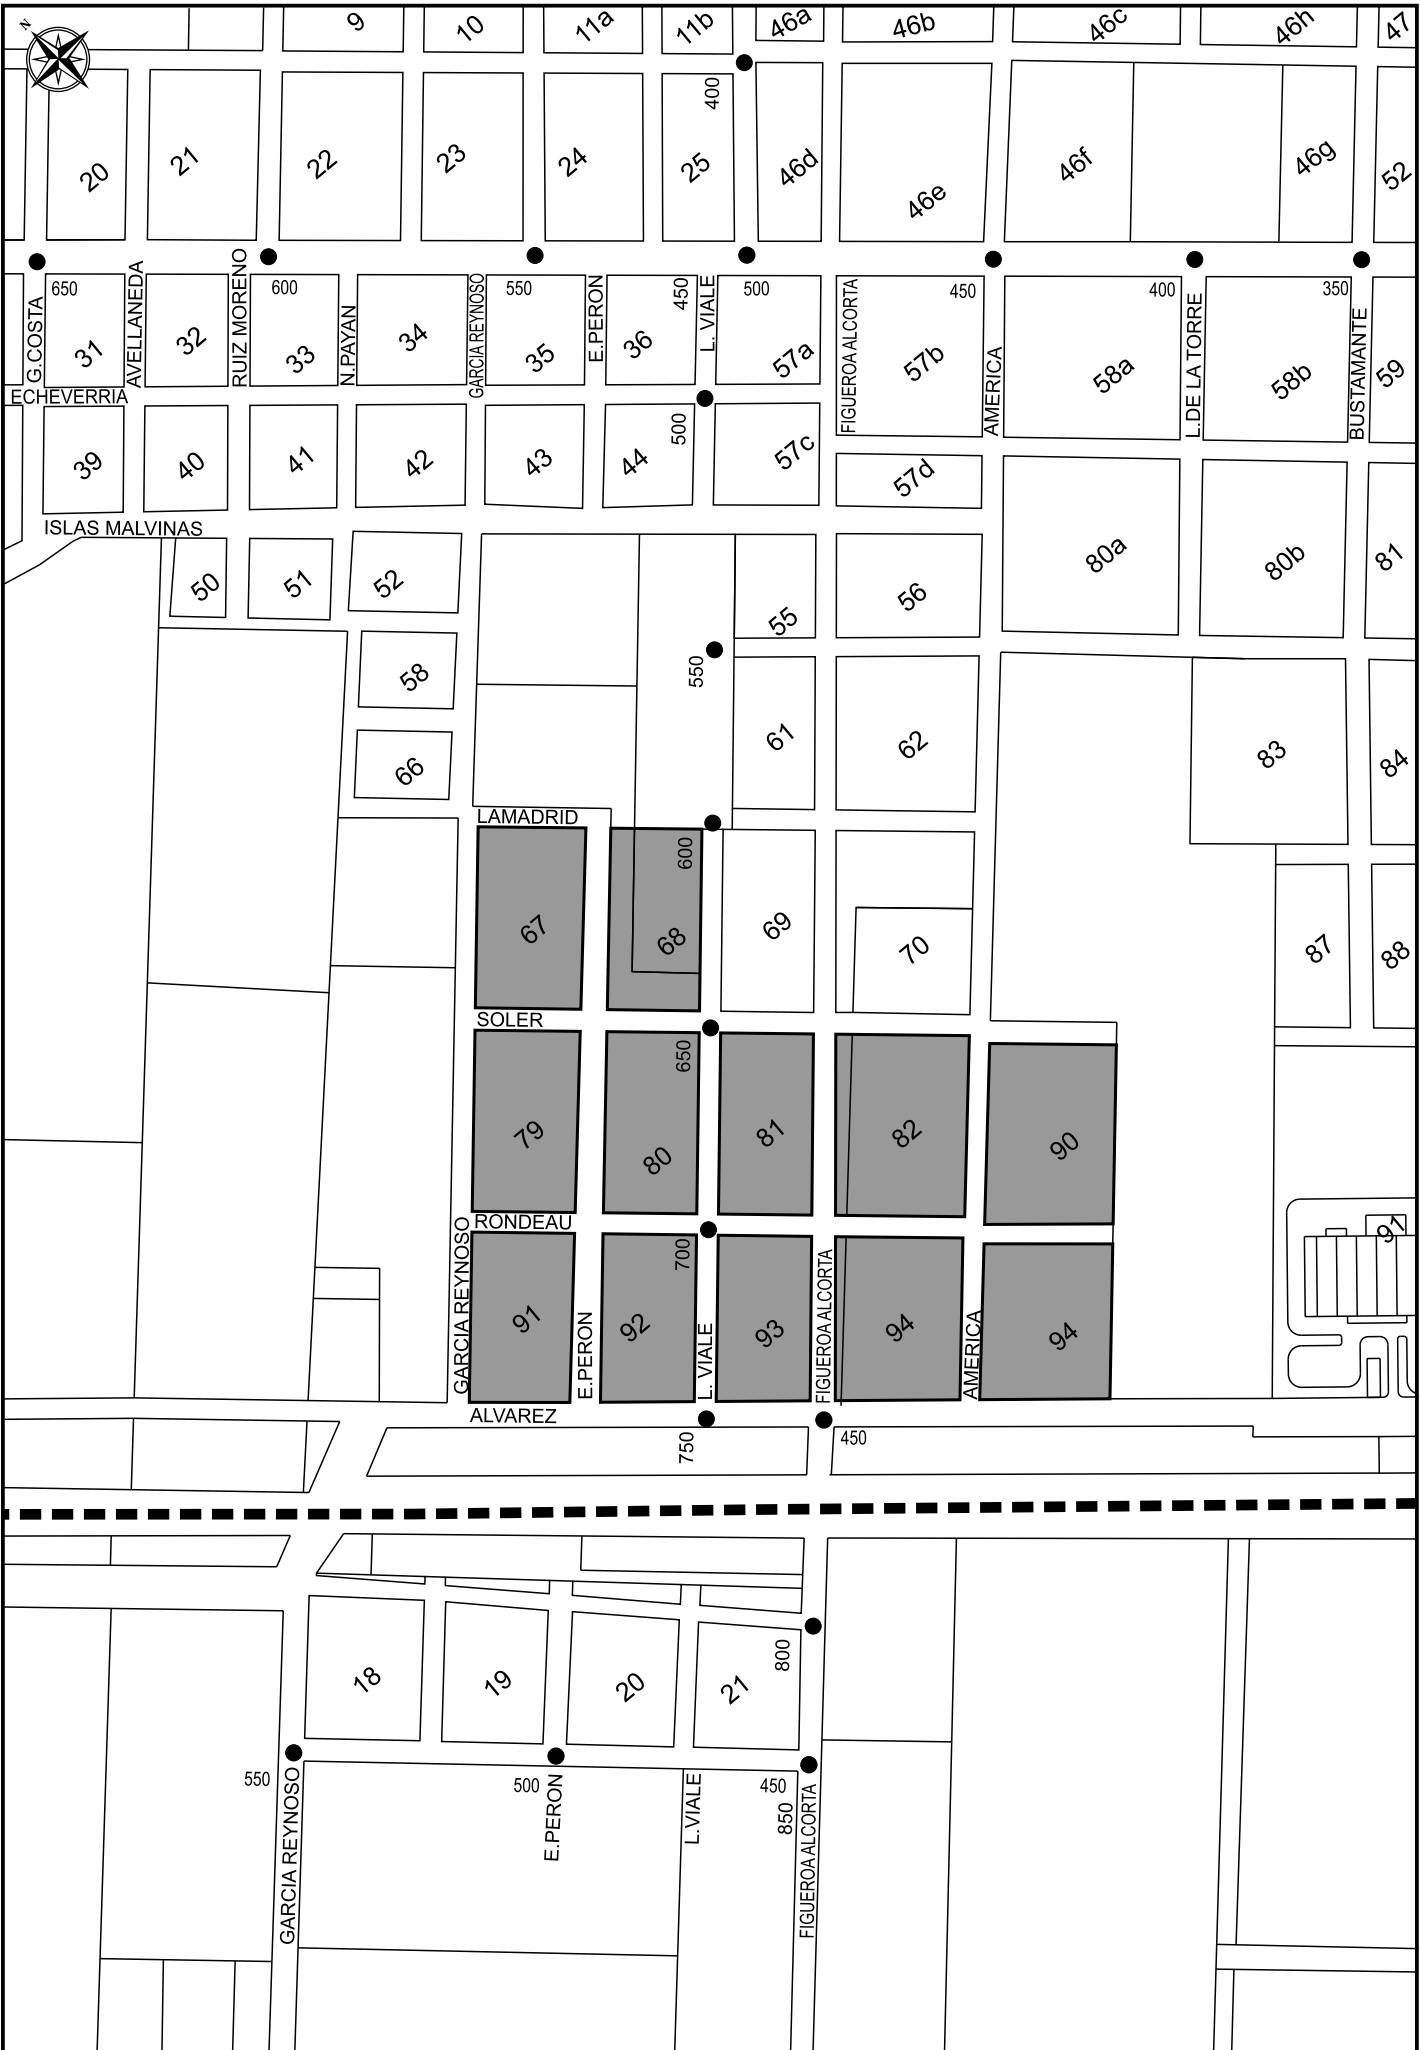 N
9
10
11a
11b
46a
46b
46c
46h
47
400
20
21
22
23
24
25
46d
46e
46f
46g
52
650
600
550
450
500
450
400
350
G.COSTA
AVELLANEDA
RUIZ MORENO
N.PAYAN
GARCIA REYNOSO
E.PERON
L. VIALE
FIGUEROA ALCORTA
AMERICA
L.DE LA TORRE
BUSTAMANTE
31
32
33
34
35
36
57a
57b
58a
58b
59
ECHEVERRIA
500
39
40
41
42
43
44
57c
57d
ISLAS MALVINAS
50
51
52
55
56
80a
80b
81
58
550
61
62
83
84
66
LAMADRID
600
67
68
69
70
87
88
SOLER
650
79
80
81
82
90
RONDEAU
700
91
GARCIA REYNOSO
91
E.PERON
92
L. VIALE
93
FIGUEROA ALCORTA
94
AMERICA
94
ALVAREZ
750
450
18
19
20
21
800
550
500
450
850
GARCIA REYNOSO
E.PERON
L.VIALE
FIGUEROA ALCORTA